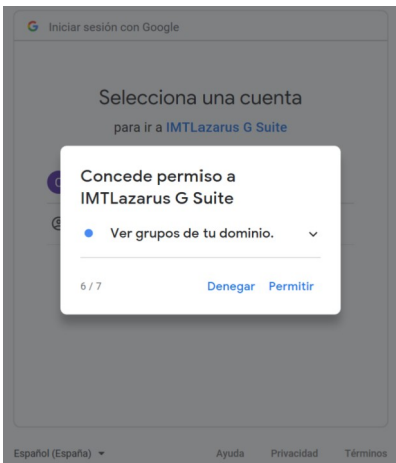 Iniciar sesión con Google
Selecciona una cuenta
para ir a IMTLazarus G Suite
Concede permiso a
IMTLazarus G Suite
Ver grupos de tu dominio.
6 / 7
Denegar Permitir
Español (España) Ayuda Privacidad Términos